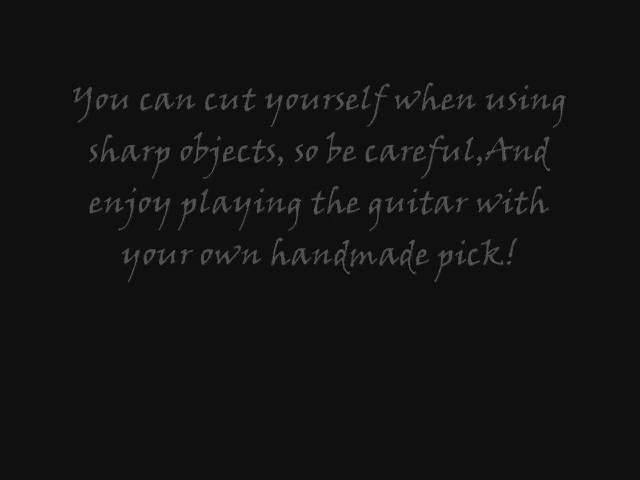 You can cut yourself when using
sharp objects, so be careful,And
enjoy playing the guitar with
your own handmade pick!